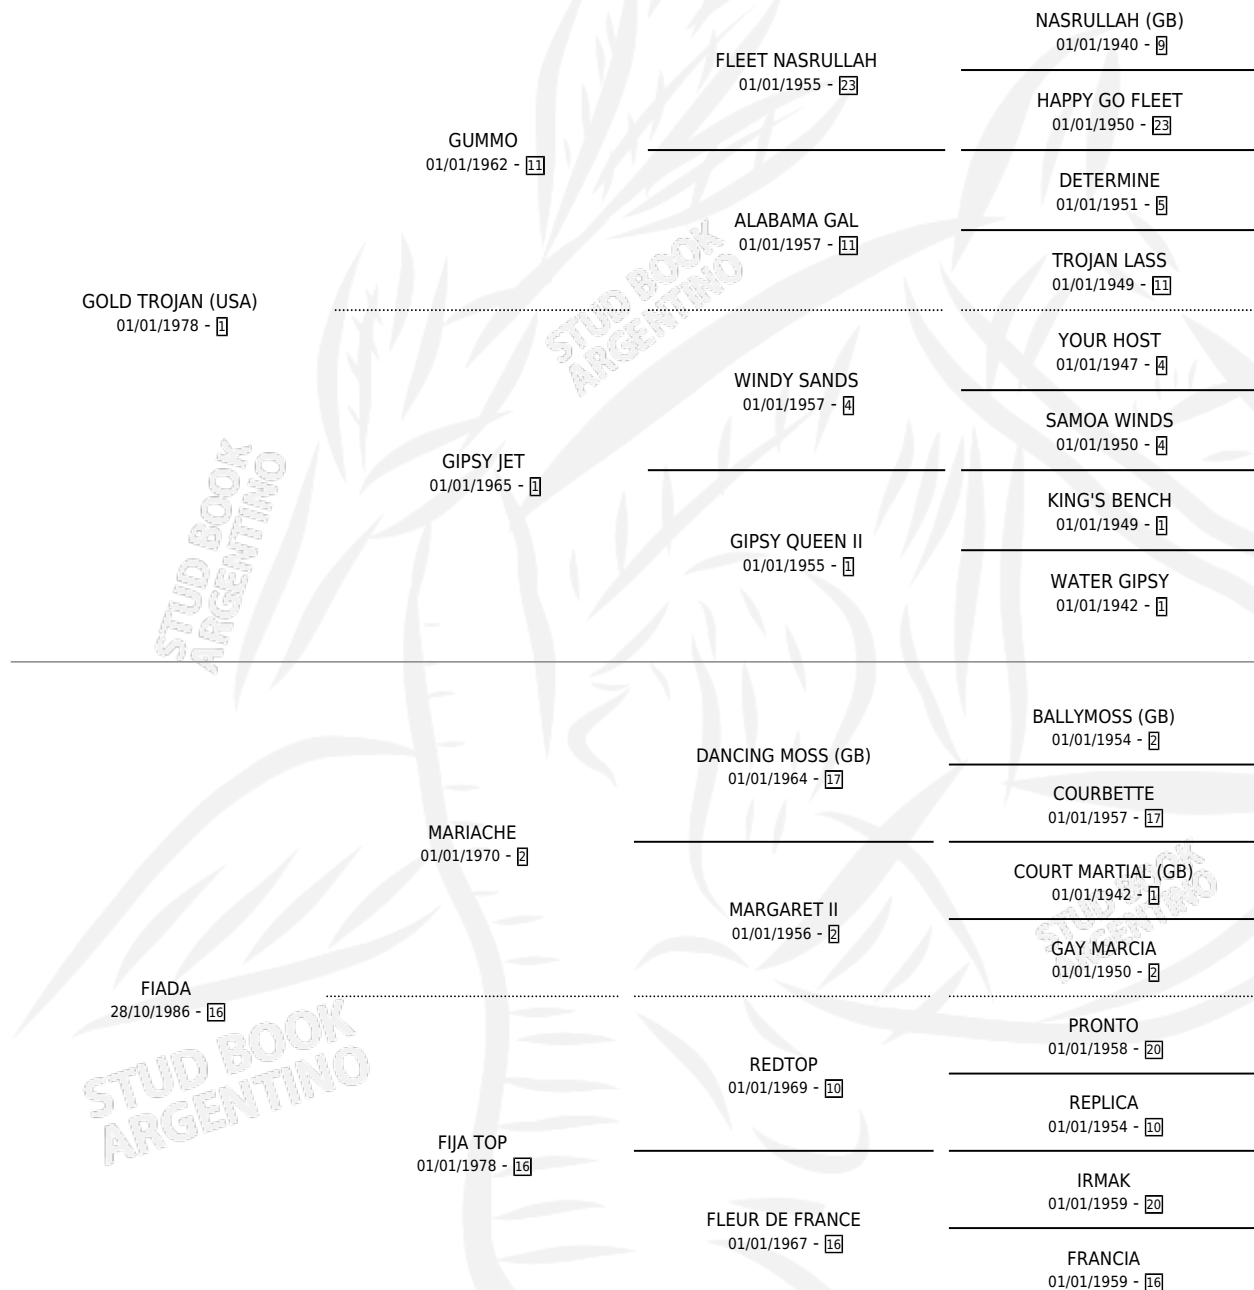 NASRULLAH (GB)
01/01/1940 - 9
FLEET NASRULLAH
01/01/1955 - 23
HAPPY GO FLEET
01/01/1950 - 23
GUMMO
01/01/1962 - 11
DETERMINE
01/01/1951 - 5
ALABAMA GAL
01/01/1957 - 11
TROJAN LASS
01/01/1949 - 11
GOLD TROJAN (USA)
01/01/1978 - 1
YOUR HOST
01/01/1947 - 4
WINDY SANDS
01/01/1957 - 4
SAMOA WINDS
01/01/1950 - 4
GIPSY JET
01/01/1965 - 1
KING'S BENCH
01/01/1949 - 1
GIPSY QUEEN II
01/01/1955 - 1
WATER GIPSY
01/01/1942 - 1
BALLYMOSS (GB)
01/01/1954 - 2
DANCING MOSS (GB)
01/01/1964 - 17
COURBETTE
01/01/1957 - 17
MARIACHE
01/01/1970 - 2
COURT MARTIAL (GB)
01/01/1942 - 1
MARGARET II
01/01/1956 - 2
GAY MARCIA
01/01/1950 - 2
FIADA
28/10/1986 - 16
PRONTO
01/01/1958 - 20
REDTOP
01/01/1969 - 10
REPLICA
01/01/1954 - 10
FIJA TOP
01/01/1978 - 16
IRMAK
01/01/1959 - 20
FLEUR DE FRANCE
01/01/1967 - 16
FRANCIA
01/01/1959 - 16
STUD BOOK
ARGENTINO
STUD BOOK
ARGENTINO
STUD BOOK
ARGENTINO
STUD BOOK
ARGENTINO